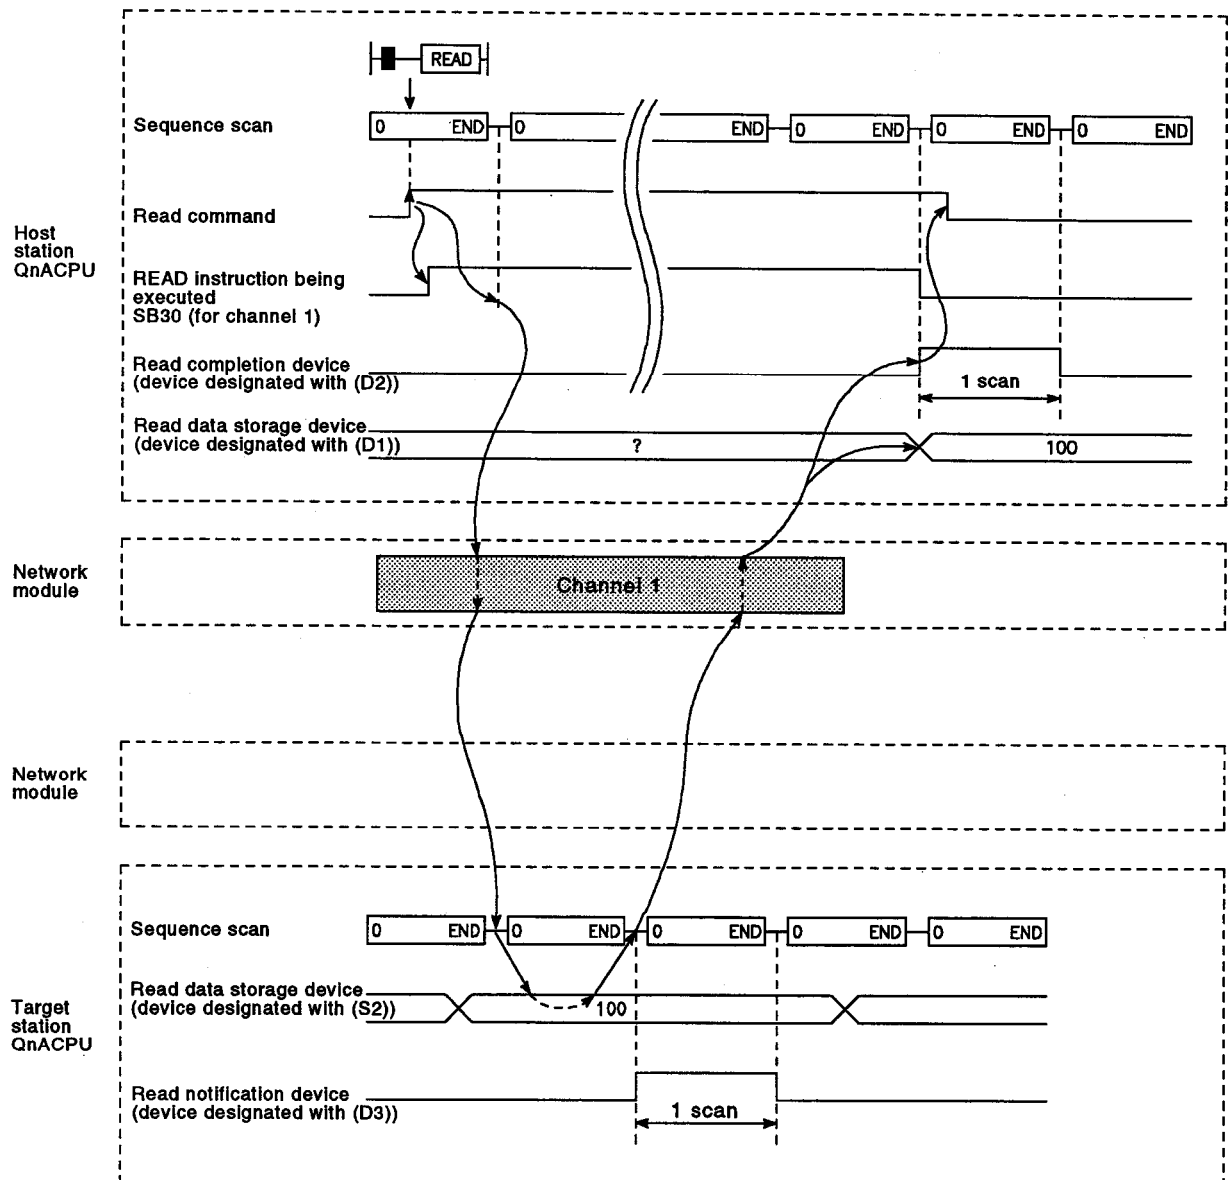 READ
Sequence scan
0 END 0 END 0 END 0 END 0 END
Read command
Host
station
QnACPU
READ instruction being
executed
SB30 (for channel 1)
Read completion device
(device designated with (D2))
1 scan
Read data storage device
(device designated with (D1))
?
100
Network
module
Channel 1
Network
module
Sequence scan
0 END 0 END 0 END 0 END 0 END
Target
station
QnACPU
Read data storage device
(device designated with (S2))
100
Read notification device
(device designated with (D3))
1 scan